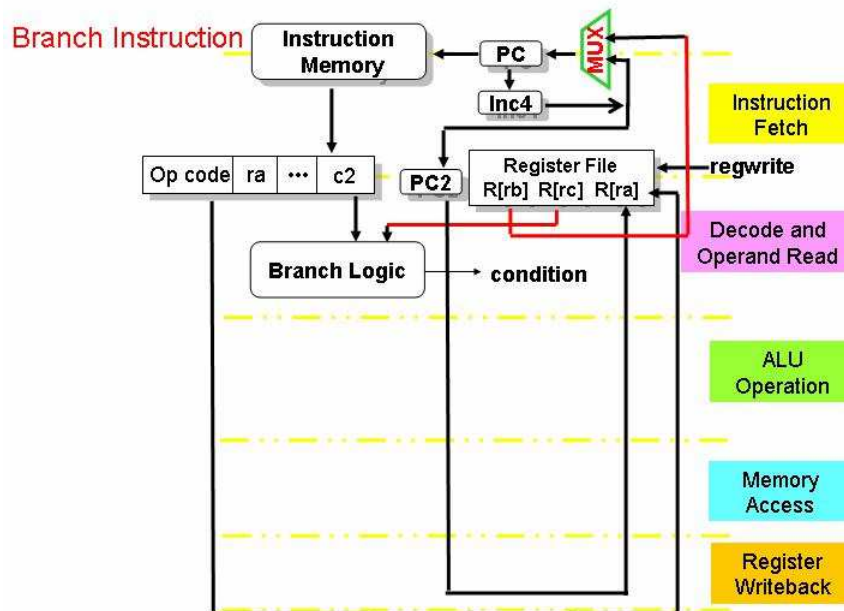 Branch Instruction
Instruction
Memory
PC
MUX
Inc4
Instruction
Fetch
Op code ra ... c2
PC2
Register File
R[rb] R[rc] R[ra]
regwrite
Decode and
Operand Read
Branch Logic
condition
ALU
Operation
Memory
Access
Register
Writeback